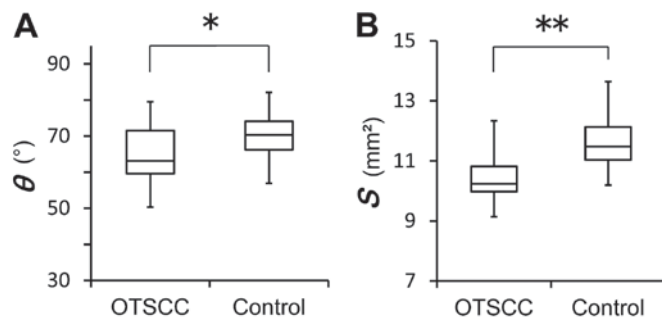 A
*
90
70
50
30
θ (°)
OTSCC Control
B
**
15
13
11
9
7
S (mm²)
OTSCC Control